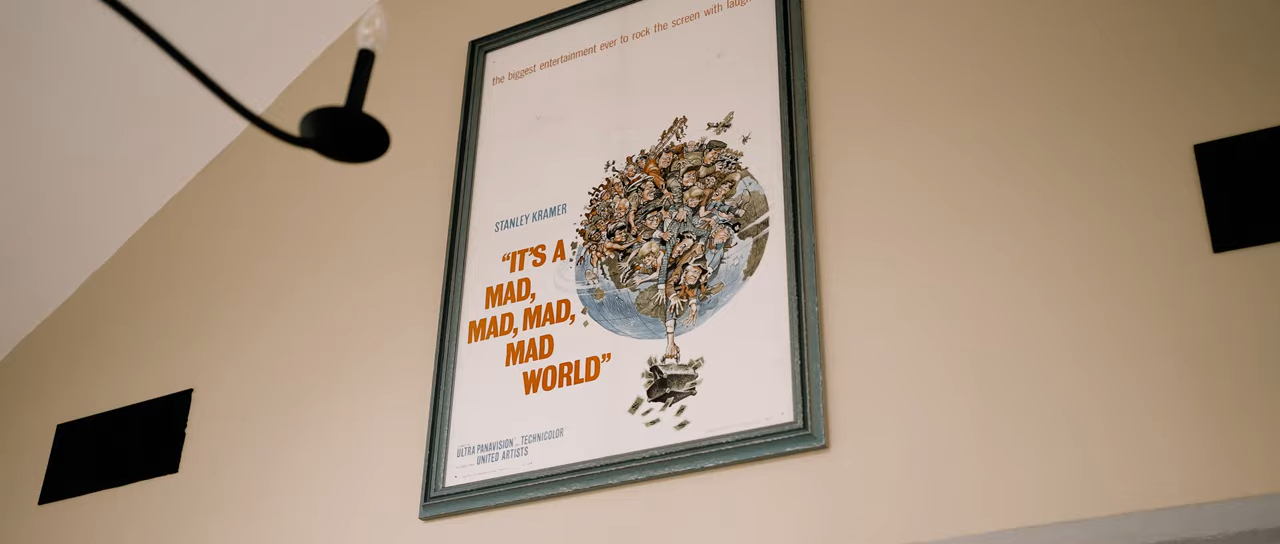 the biggest entertainment ever to rock the screen with laugh
STANLEY KRAMER
"IT'S A
MAD,
MAD, MAD,
MAD
WORLD"
ULTRA PANAVISION TECHNICOLOR
UNITED ARTISTS